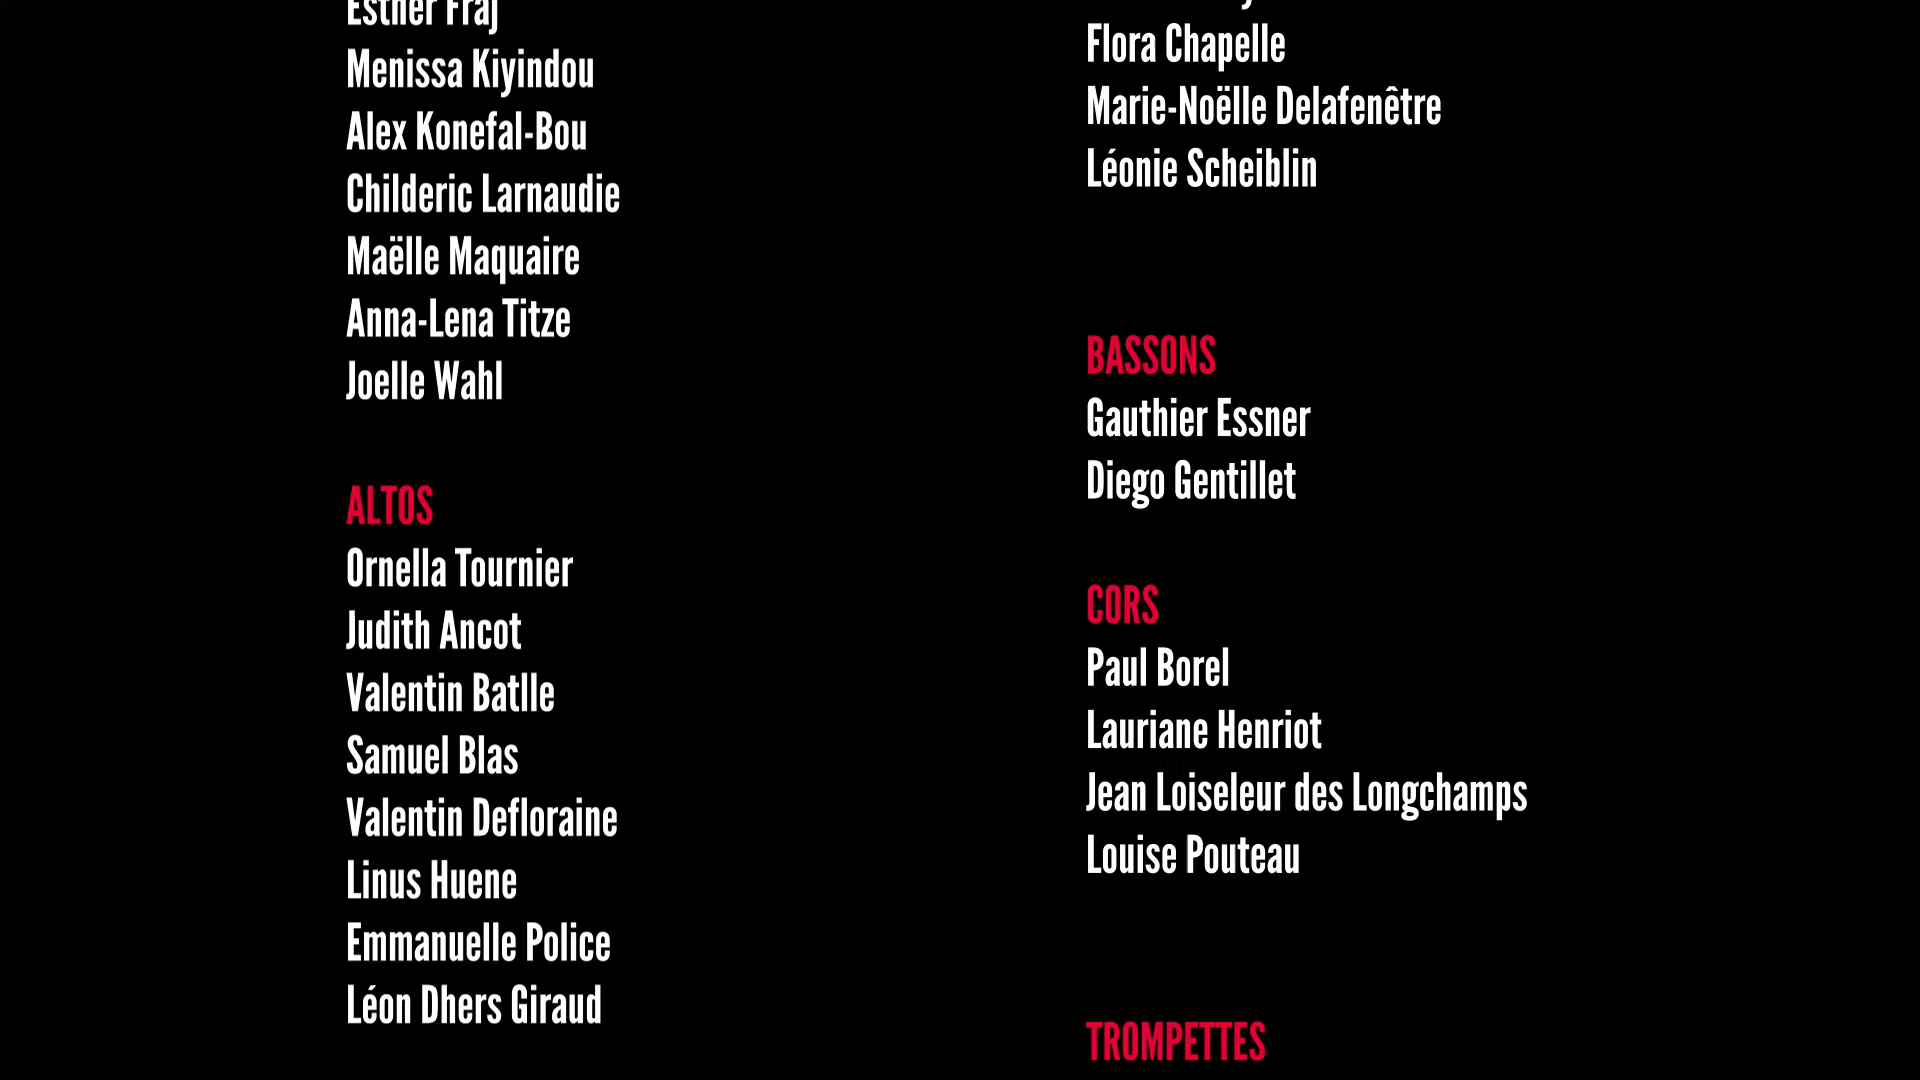 Esther Fraj
Menissa Kiyindou
Alex Konefal-Bou
Childeric Larnaudie
Maëlle Maquaire
Anna-Lena Titze
Joelle Wahl
ALTOS
Ornella Tournier
Judith Ancot
Valentin Batlle
Samuel Blas
Valentin Defloraine
Linus Huene
Emmanuelle Police
Léon Dhers Giraud
Flora Chapelle
Marie-Noëlle Delafenêtre
Léonie Scheiblin
BASSONS
Gauthier Essner
Diego Gentillet
CORS
Paul Borel
Lauriane Henriot
Jean Loiseleur des Longchamps
Louise Pouteau
TROMPETTES